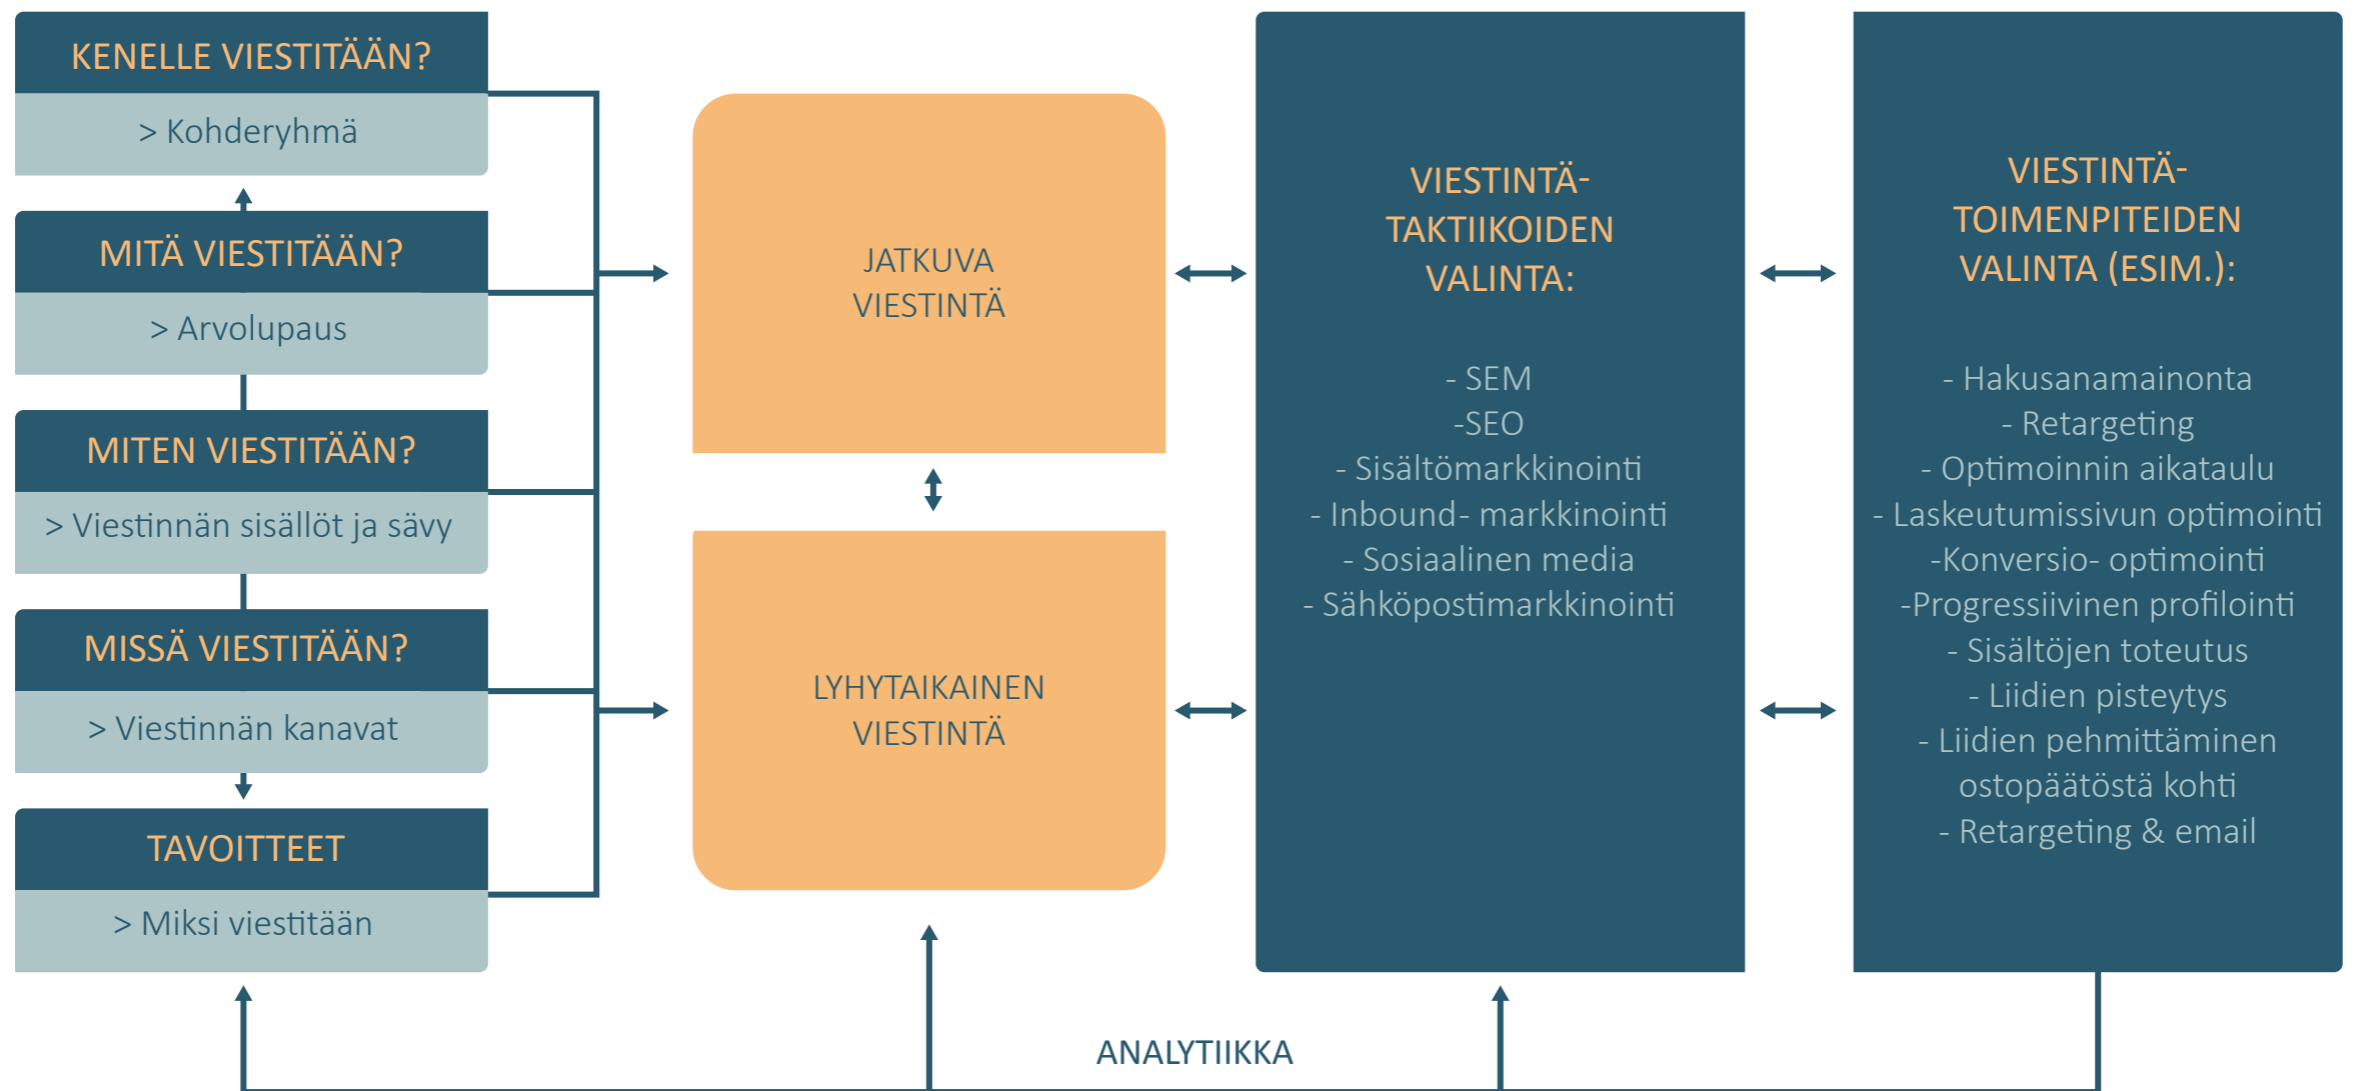 KENELLE VIESTITÄÄN?
> Kohderyhmä
MITÄ VIESTITÄÄN?
> Arvolupaus
MITEN VIESTITÄÄN?
> Viestinnän sisällöt ja sävy
MISSÄ VIESTITÄÄN?
> Viestinnän kanavat
TAVOITTEET
> Miksi viestitään
JATKUVA
VIESTINTÄ
LYHYTAIKAINEN
VIESTINTÄ
VIESTINTÄ-
TAKTIIKOIDEN
VALINTA:
- SEM
-SEO
- Sisältömarkkinointi
- Inbound- markkinointi
- Sosiaalinen media
- Sähköpostimarkkinointi
VIESTINTÄ-
TOIMENPITEIDEN
VALINTA (ESIM.):
- Hakusanamainonta
- Retargeting
- Optimoinnin aikataulu
- Laskeutumissivun optimointi
-Konversio- optimointi
-Progressiivinen profilointi
- Sisältöjen toteutus
- Liidien pisteytys
- Liidien pehmittäminen
ostopäätöstä kohti
- Retargeting & email
ANALYTIIKKA